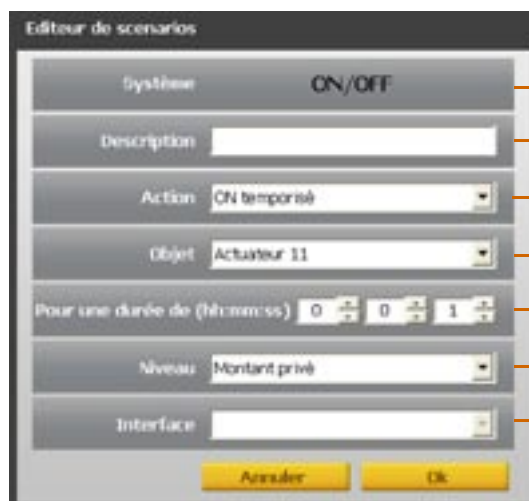 Editeur de scenarios
Système ON/OFF
Description
Action ON temporisé
Objet Actuateur 11
Pour une durée de (hh:mm:ss) 0 0 1
Niveau Montant privé
Interface
Annuler Ok